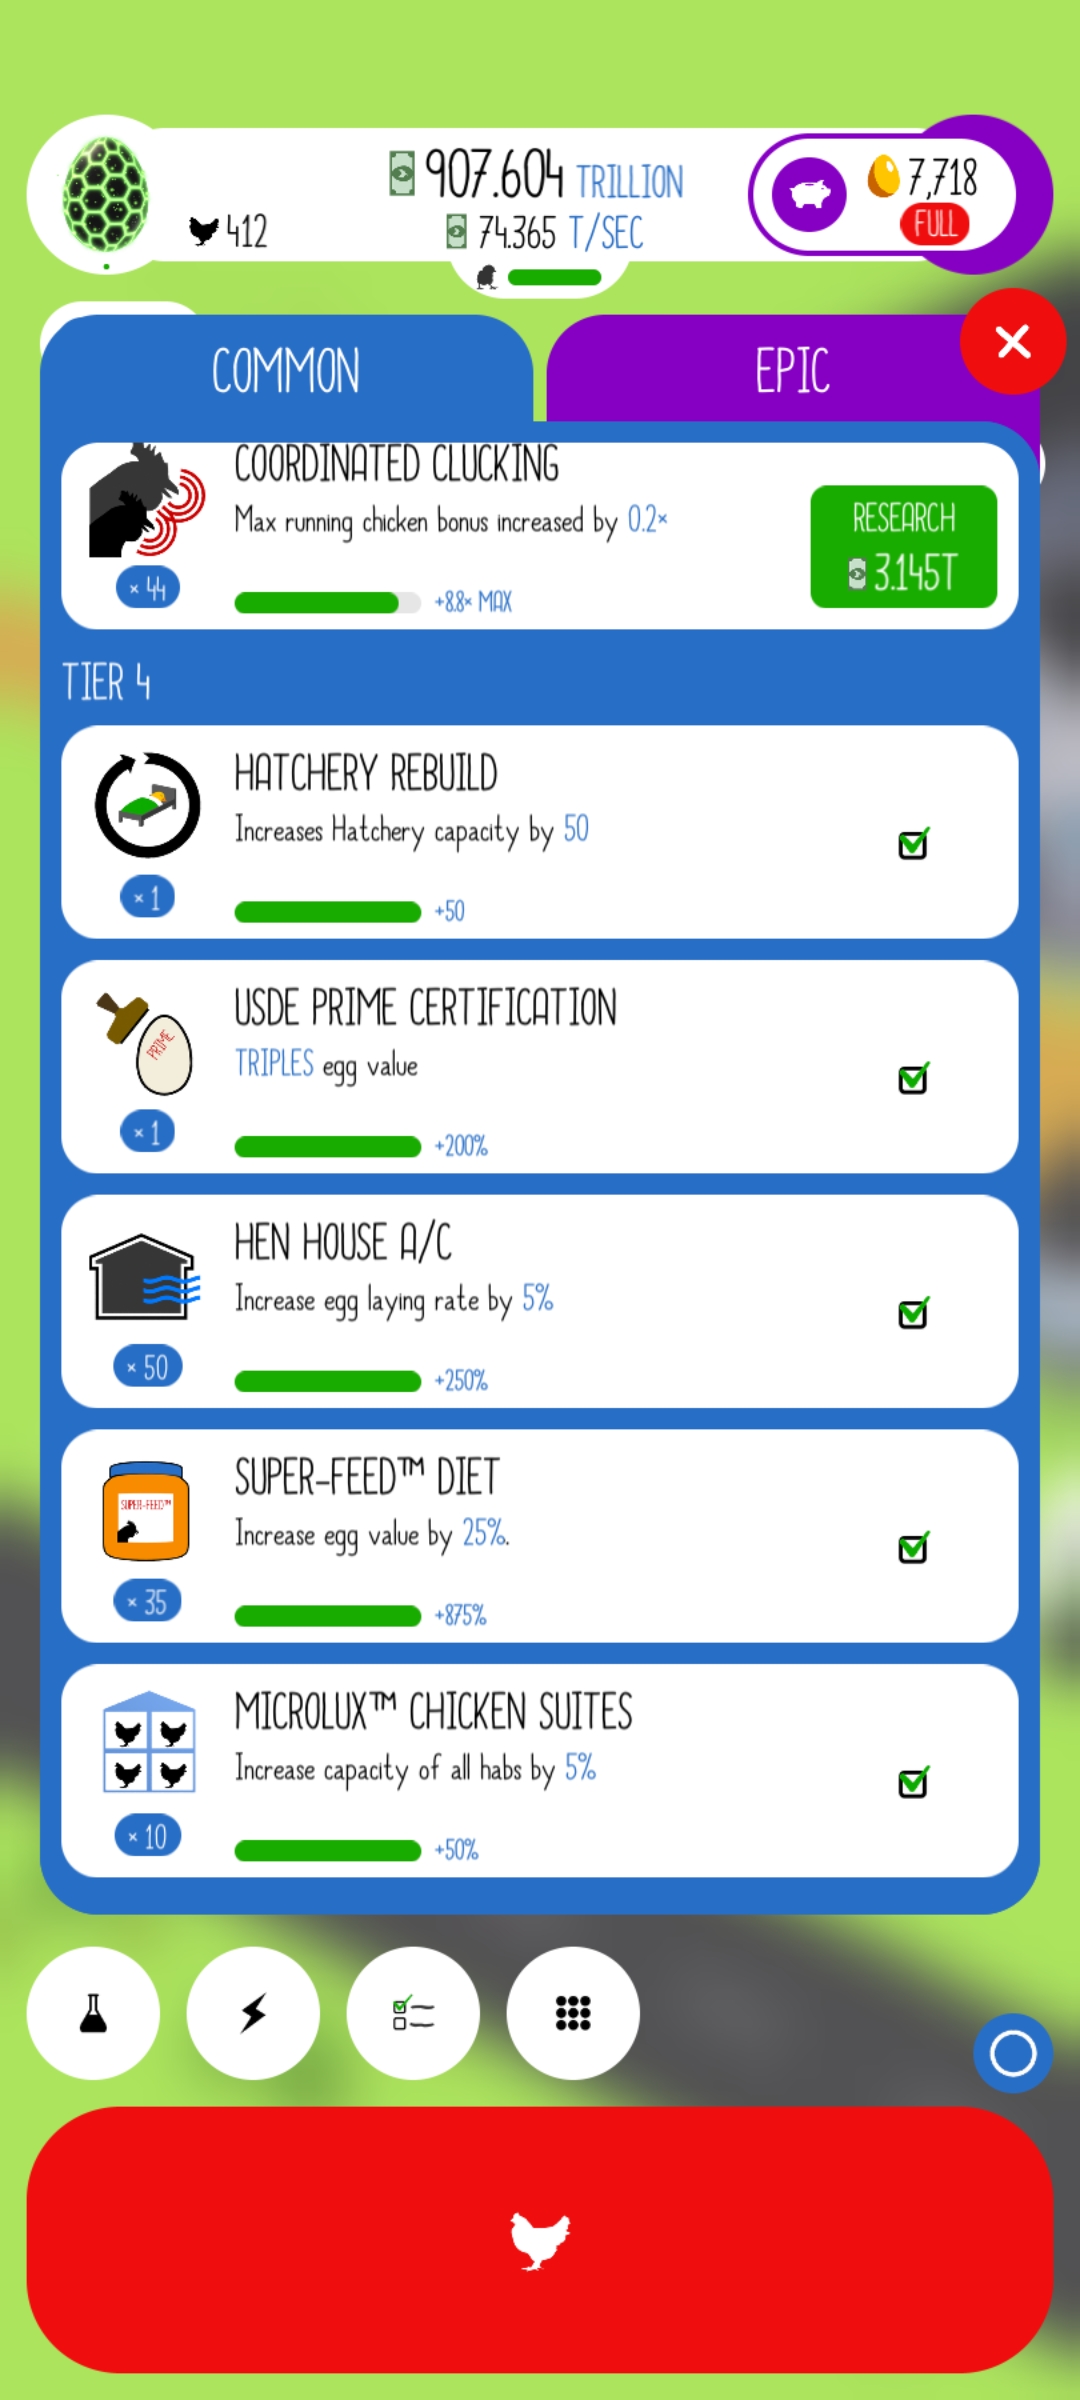 907.604 TRILLION
7,718
412
74.365 T/SEC
FULL
COMMON
EPIC
COORDINATED CLUCKING
Max running chicken bonus increased by 0.2×
RESEARCH
3.145T
× 44
+8.8× MAX
TIER 4
HATCHERY REBUILD
Increases Hatchery capacity by 50
× 1
+50
USDE PRIME CERTIFICATION
PRIME
TRIPLES egg value
× 1
+200%
HEN HOUSE A/C
Increase egg laying rate by 5%
× 50
+250%
SUPER-FEED™ DIET
SUPER-FEED™
Increase egg value by 25%.
× 35
+875%
MICROLUX™ CHICKEN SUITES
Increase capacity of all habs by 5%
× 10
+50%